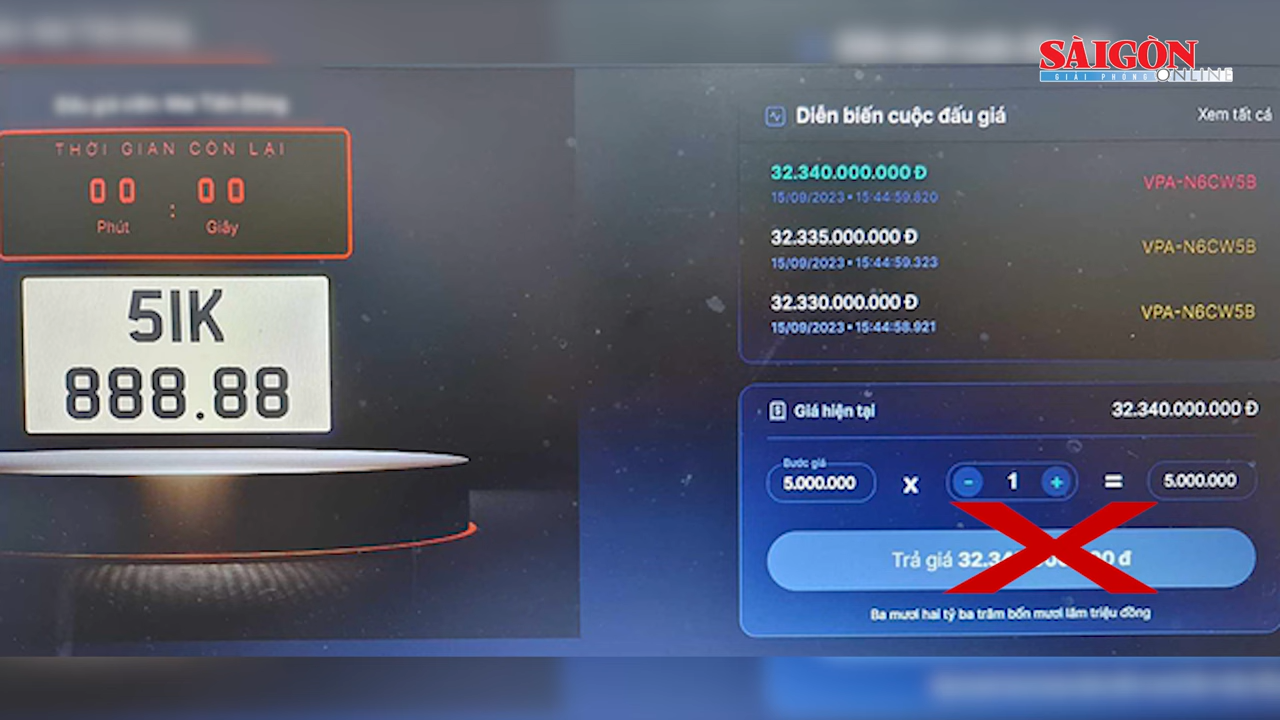 SÀI GÒN
GIẢI PHÓNG ONLINE
THỜI GIAN CÒN LẠI
00 : 00
Phút Giây
51K
888.88
Diễn biến cuộc đấu giá Xem tất cả
32.340.000.000 Đ VPA-N6CW5B
15/09/2023 • 15:44:59.820
32.335.000.000 Đ VPA-N6CW5B
15/09/2023 • 15:44:59.323
32.330.000.000 Đ VPA-N6CW5B
15/09/2023 • 15:44:58.921
Giá hiện tại 32.340.000.000 Đ
Bước giá
5.000.000 x - 1 + = 5.000.000
Trả giá đ
Ba mươi hai tỷ ba trăm bốn mươi lăm triệu đồng